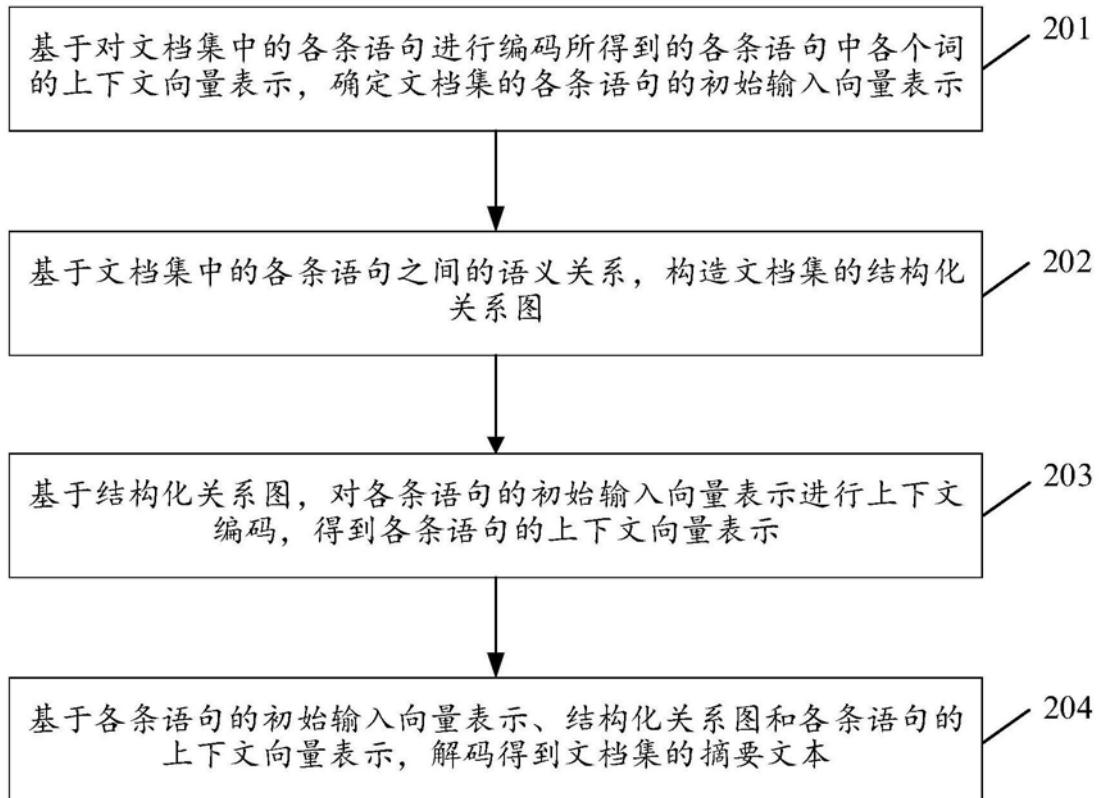 基于对文档集中的各条语句进行编码所得到的各条语句中各个词
的上下文向量表示，确定文档集的各条语句的初始输入向量表示
201
基于文档集中的各条语句之间的语义关系，构造文档集的结构化
关系图
202
基于结构化关系图，对各条语句的初始输入向量表示进行上下文
编码，得到各条语句的上下文向量表示
203
基于各条语句的初始输入向量表示、结构化关系图和各条语句的
上下文向量表示，解码得到文档集的摘要文本
204